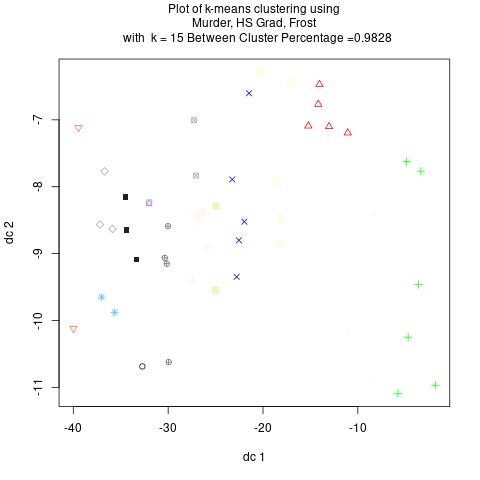 Plot of k-means clustering using
Murder, HS Grad, Frost
with k = 15 Between Cluster Percentage =0.9828
dc 2
-7
-8
-9
-10
-11
-40
-30
-20
-10
dc 1